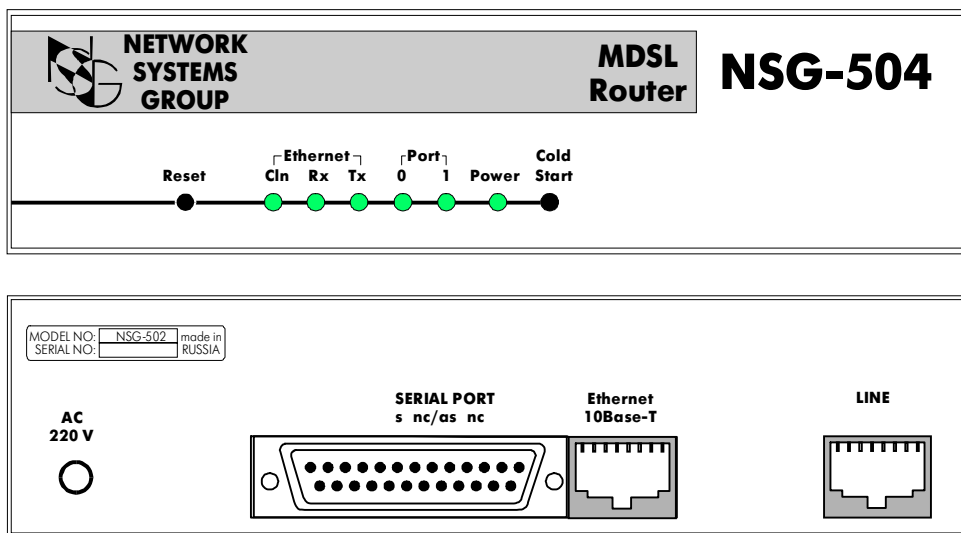 NETWORK
SYSTEMS
GROUP
MDSL
Router
NSG-504
Ethernet
Port
Cold
Reset
Cln Rx Tx
0 1
Power
Start
MODEL NO: NSG-502 made in
SERIAL NO: RUSSIA
AC
220 V
SERIAL PORT
s nc/as nc
Ethernet
10Base-T
LINE